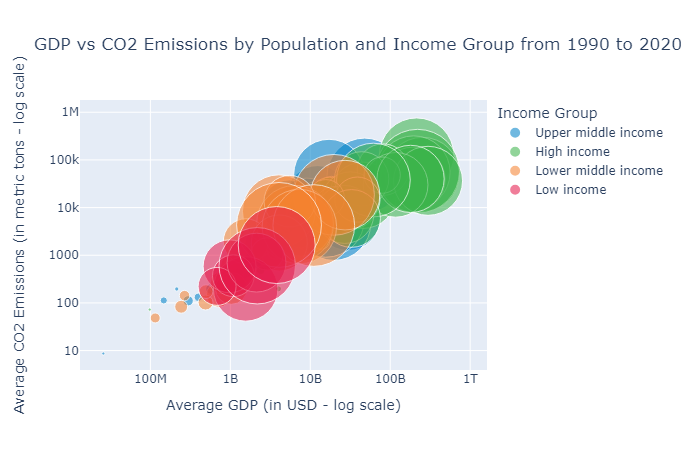 GDP vs CO2 Emissions by Population and Income Group from 1990 to 2020
Average CO2 Emissions (in metric tons - log scale)
1M
100k
10k
1000
100
10
100M
1B
10B
100B
1T
Average GDP (in USD - log scale)
Income Group
Upper middle income
High income
Lower middle income
Low income